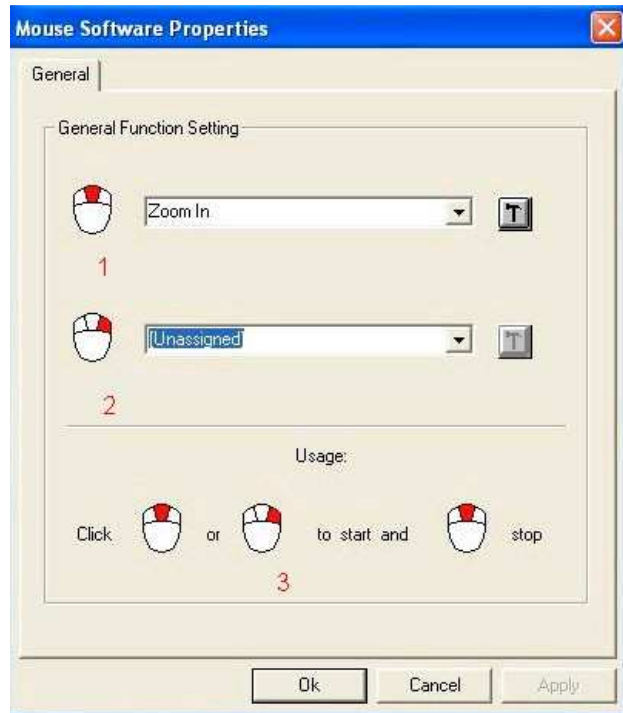 Mouse Software Properties
General
General Function Setting
Zoom In
1
[Unassigned]
2
Usage:
Click or to start and stop
3
Ok Cancel Apply